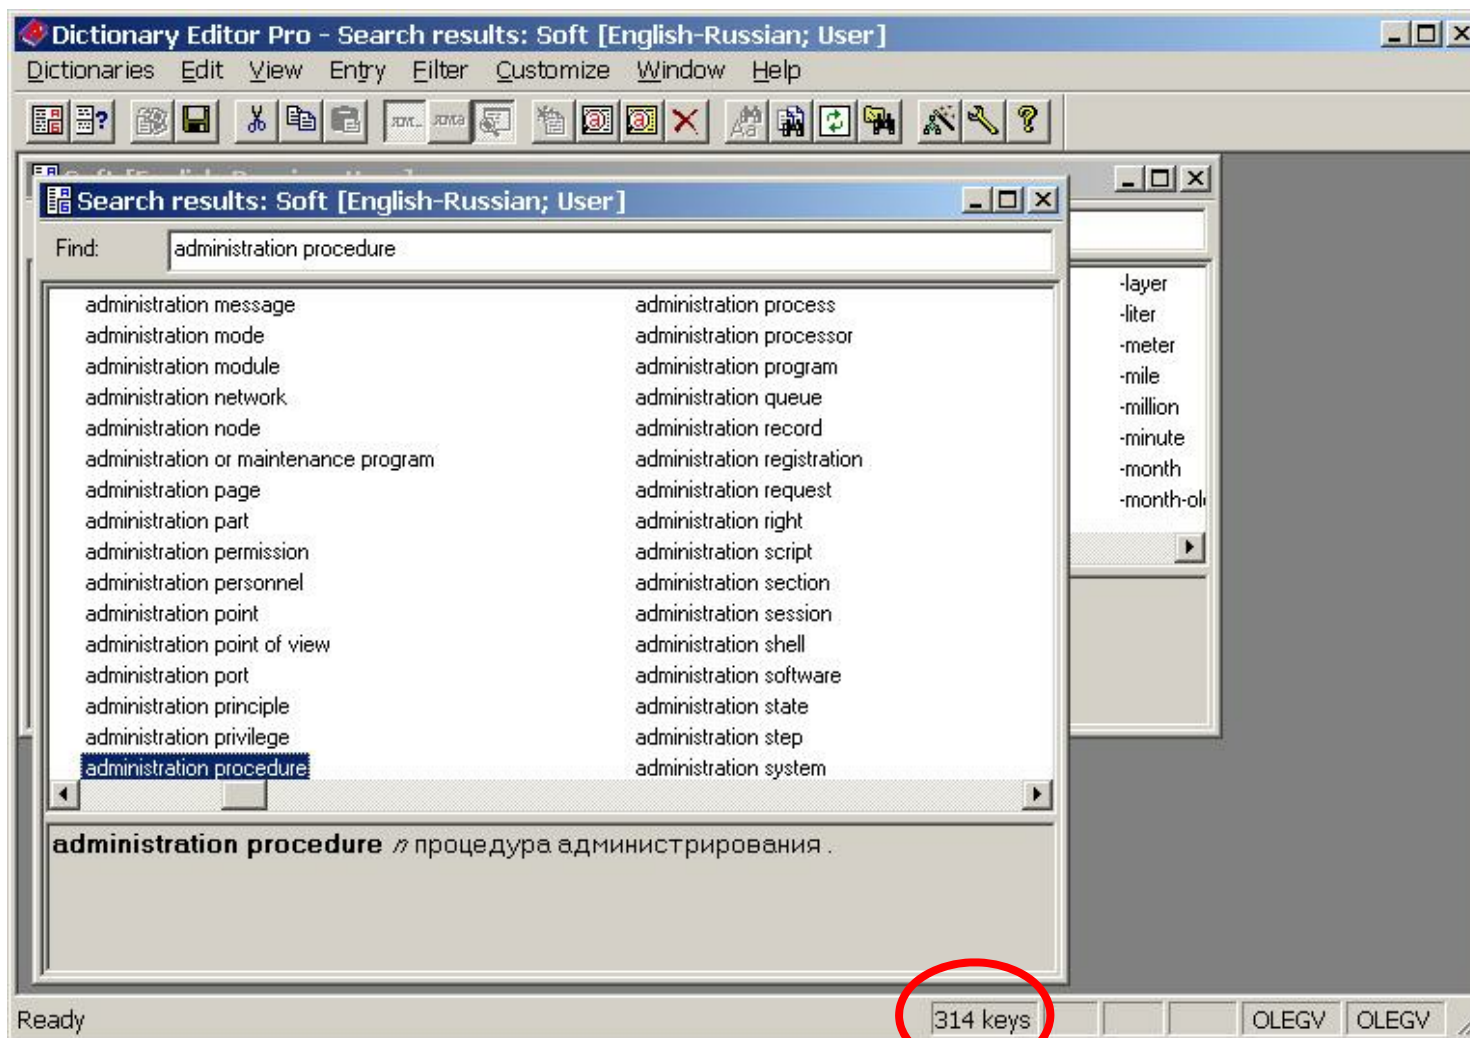 Dictionary Editor Pro - Search results: Soft [English-Russian; User]
Dictionaries Edit View Entry Filter Customize Window Help
Search results: Soft [English-Russian; User]
Find: administration procedure
administration message
administration mode
administration module
administration network
administration node
administration or maintenance program
administration page
administration part
administration permission
administration personnel
administration point
administration point of view
administration port
administration principle
administration privilege
administration procedure
administration process
administration processor
administration program
administration queue
administration record
administration registration
administration request
administration right
administration script
administration section
administration session
administration shell
administration software
administration state
administration step
administration system
-layer
-liter
-meter
-mile
-million
-minute
-month
-month-ol
administration procedure n процедура администрирования .
Ready 314 keys OLEGV OLEGV